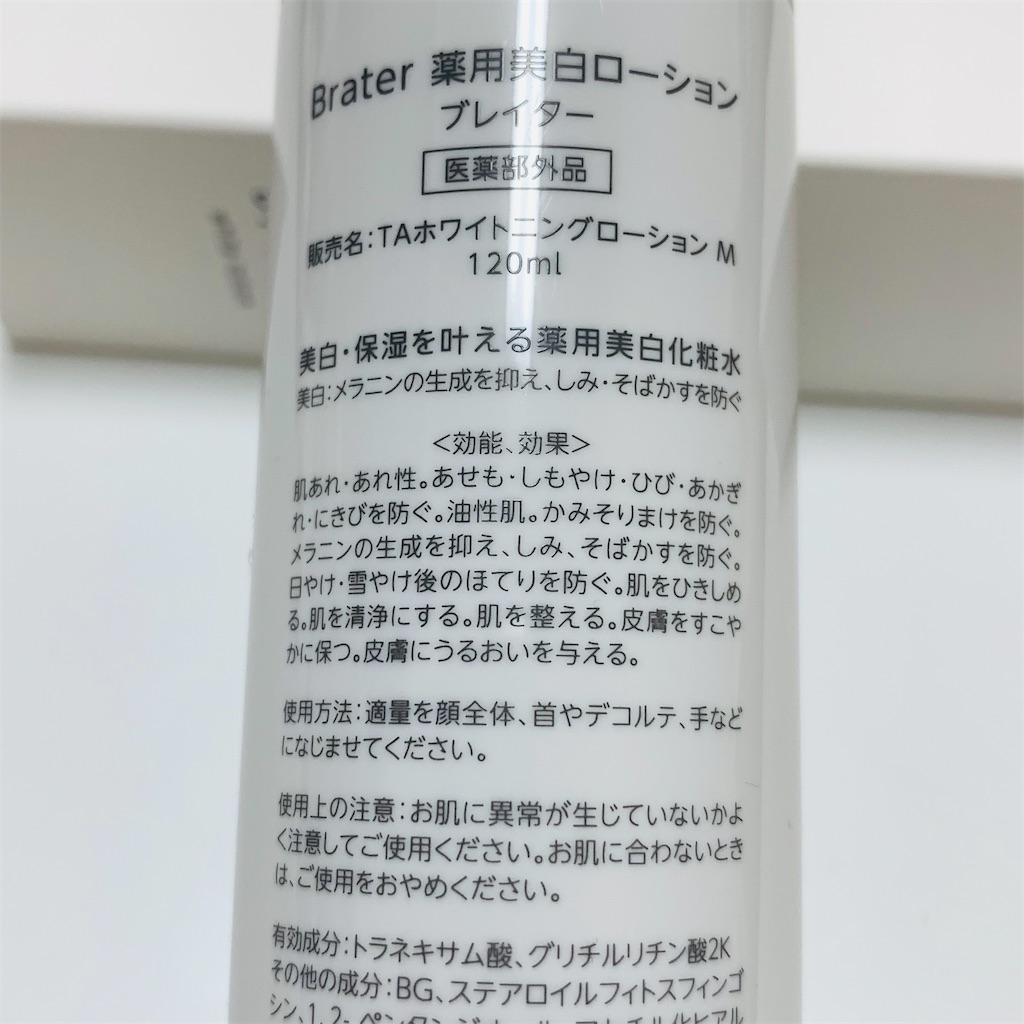 Brater 薬用美白ローション
ブレイター
医薬部外品
販売名:TAホワイトニングローション M
120ml
美白・保湿を叶える薬用美白化粧水
美白:メラニンの生成を抑え、しみ・そばかすを防ぐ
<効能、効果>
肌あれ・あれ性。あせも・しもやけ・ひび・あかぎ
れ・にきびを防ぐ。油性肌。かみそりまけを防ぐ。
メラニンの生成を抑え、しみ、そばかすを防ぐ。
日やけ・雪やけ後のほてりを防ぐ。肌をひきしめ
る。肌を清浄にする。肌を整える。皮膚をすこや
かに保つ。皮膚にうるおいを与える。
使用方法:適量を顔全体、首やデコルテ、手など
になじませてください。
使用上の注意:お肌に異常が生じていないかよ
く注意してご使用ください。お肌に合わないとき
は、ご使用をおやめください。
有効成分:トラネキサム酸、グリチルリチン酸2K
その他の成分:BG、ステアロイルフィトスフィンゴ
シン、1,2-